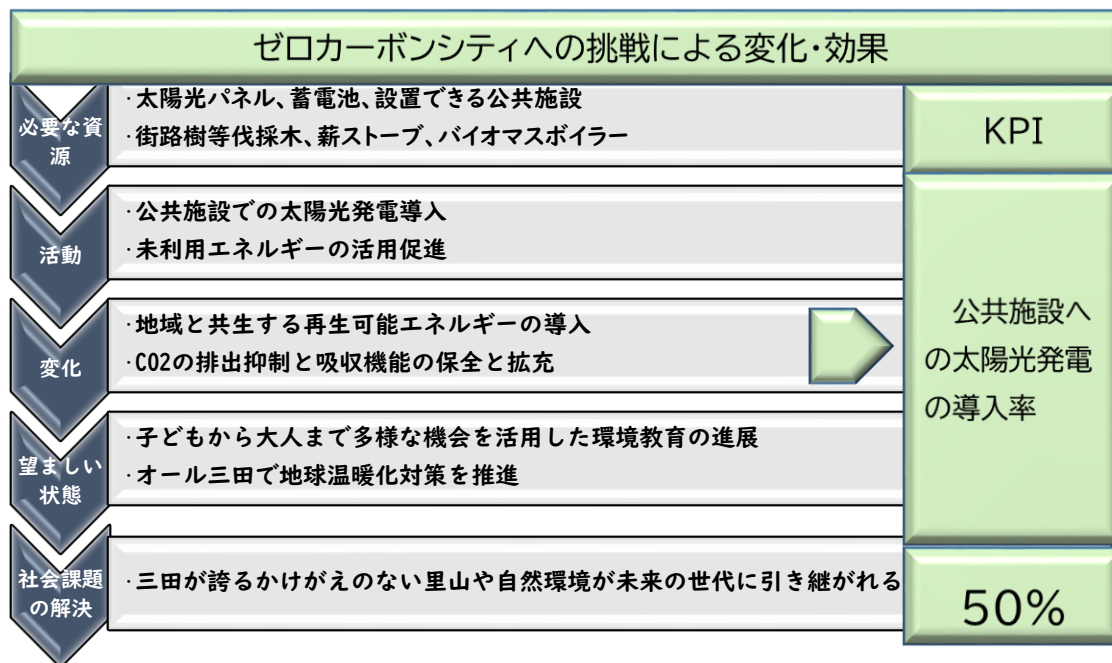 ゼロカーボンシティへの挑戦による変化・効果
必要な資
源
・太陽光パネル、蓄電池、設置できる公共施設
・街路樹等伐採木、薪ストーブ、バイオマスボイラー
KPI
活動
・公共施設での太陽光発電導入
・未利用エネルギーの活用促進
変化
・地域と共生する再生可能エネルギーの導入
・CO2の排出抑制と吸収機能の保全と拡充
公共施設へ
の太陽光発電
の導入率
望ましい
状態
・子どもから大人まで多様な機会を活用した環境教育の進展
・オール三田で地球温暖化対策を推進
社会課題
の解決
・三田が誇るかけがえのない里山や自然環境が未来の世代に引き継がれる
50%